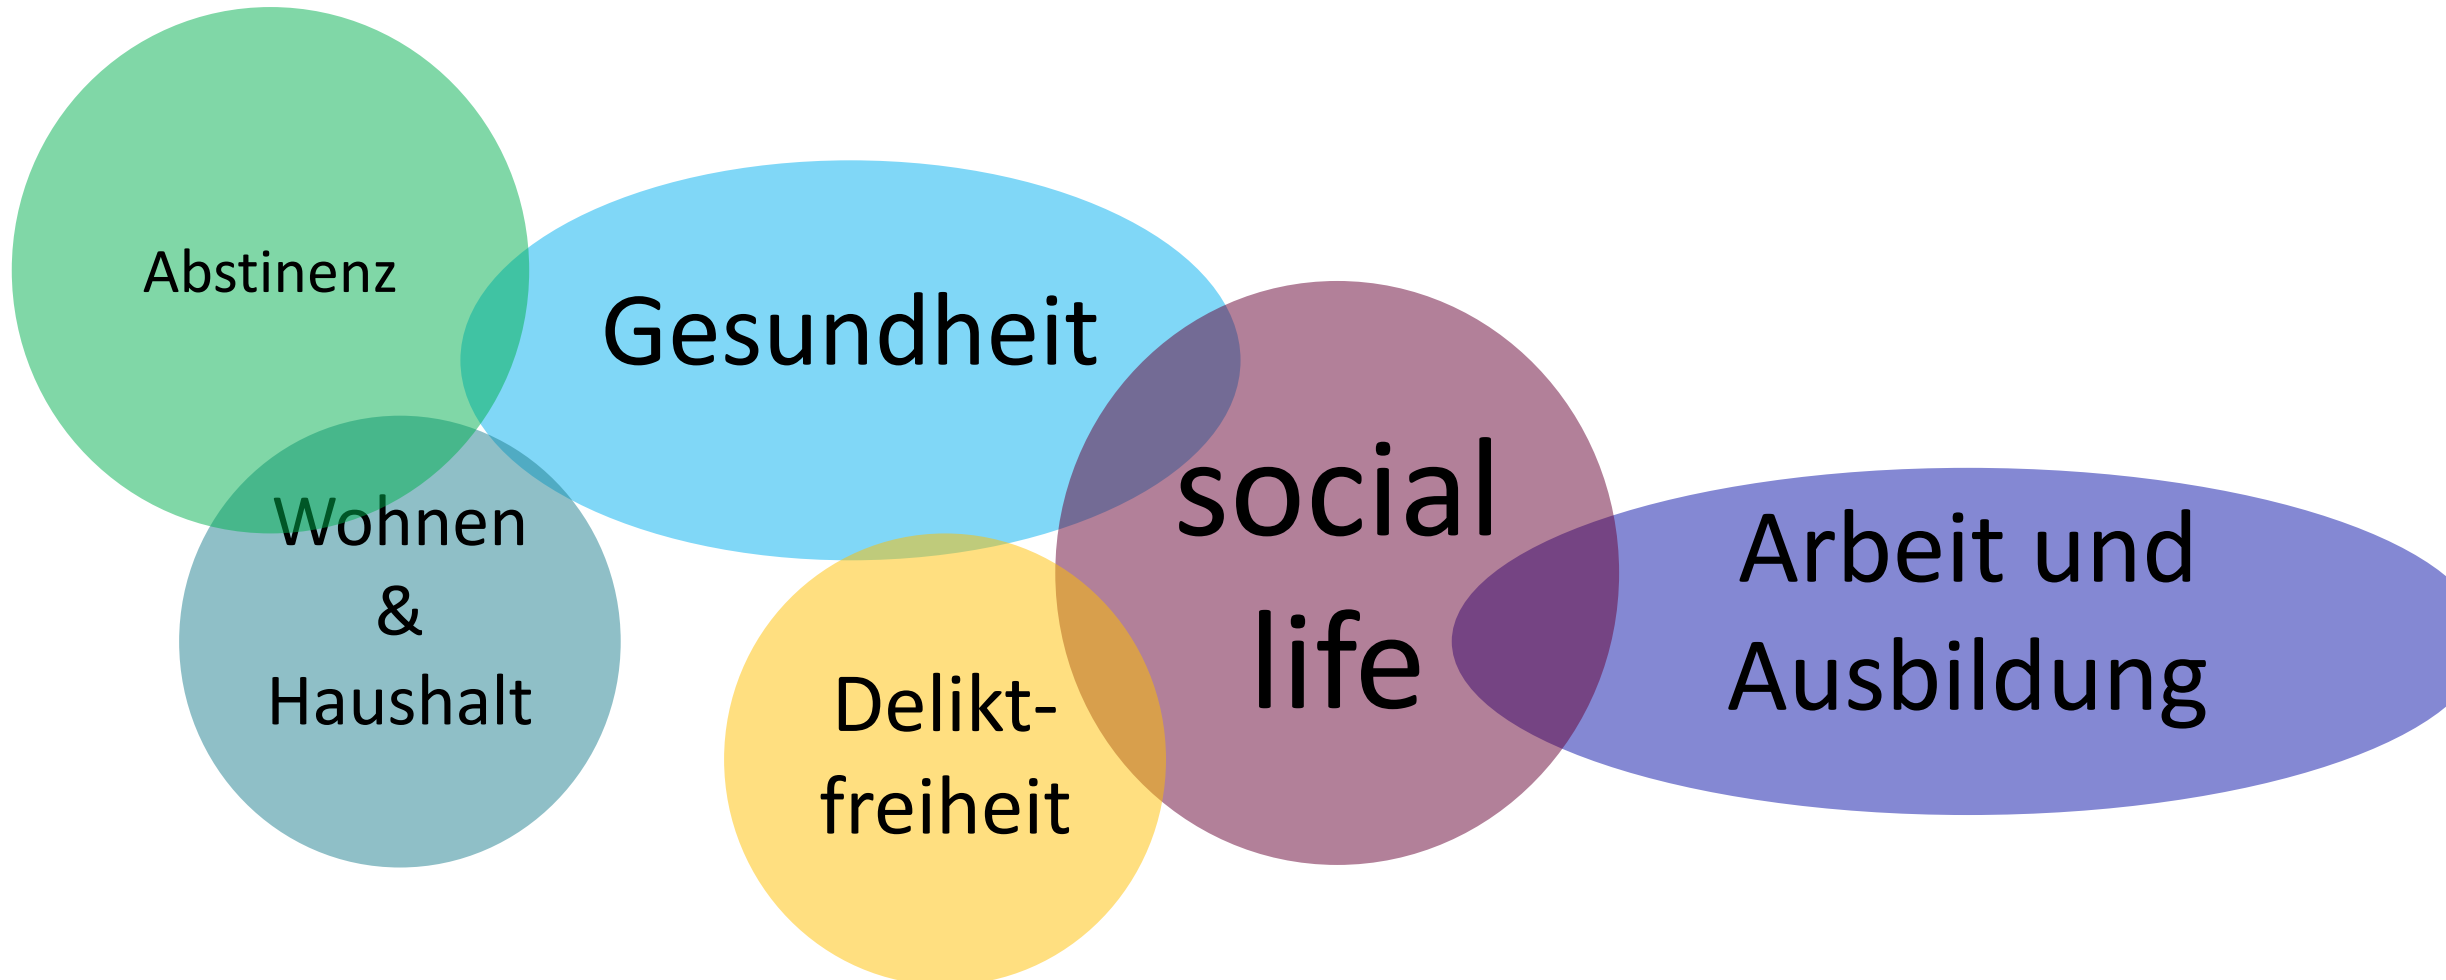 Abstinenz
Gesundheit
Wohnen
&
Haushalt
Delikt-
freiheit
social
life
Arbeit und
Ausbildung